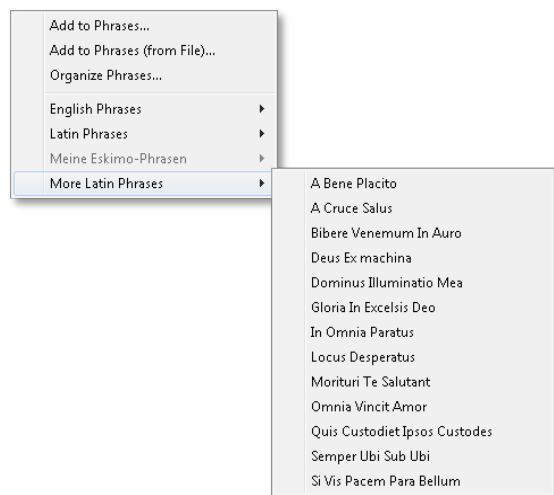 Add to Phrases...
Add to Phrases (from File)...
Organize Phrases...
English Phrases
Latin Phrases
Meine Eskimo-Phrasen
More Latin Phrases
A Bene Placito
A Cruce Salus
Bibere Venemum In Auro
Deus Ex machina
Dominus Illuminatio Mea
Gloria In Excelsis Deo
In Omnia Paratus
Locus Desperatus
Morituri Te Salutant
Omnia Vincit Amor
Quis Custodiet Ipsos Custodes
Semper Ubi Sub Ubi
Si Vis Pacem Para Bellum